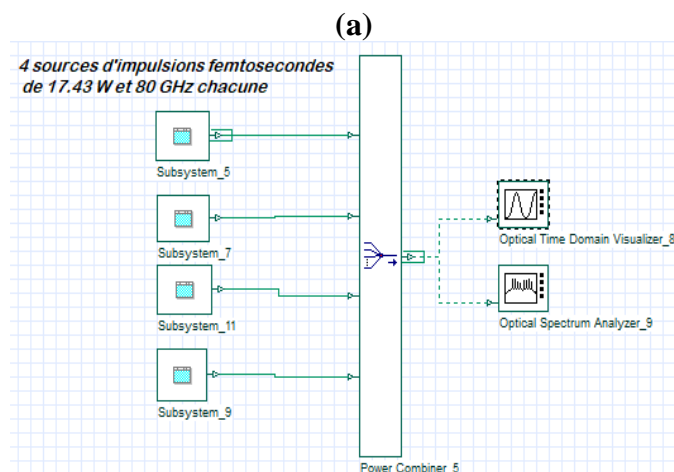 (a)
4 sources d'impulsions femtosecondes
de 17.43 W et 80 GHz chacune
Subsystem_5
Subsystem_7
Optical Time Domain Visualizer_8
Subsystem_11
Optical Spectrum Analyzer_9
Subsystem_9
Power Combiner_5